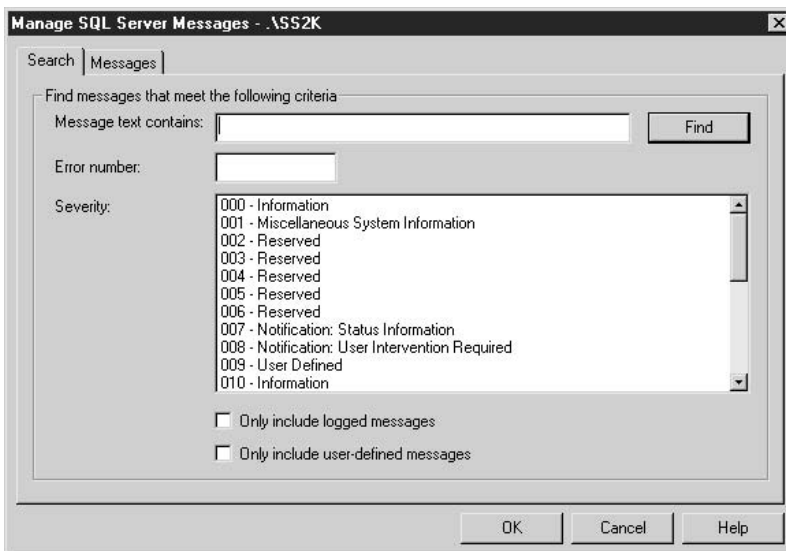 Manage SQL Server Messages - .\SS2K
Search
Messages
Find messages that meet the following criteria
Message text contains:
Find
Error number:
Severity:
000 - Information
001 - Miscellaneous System Information
002 - Reserved
003 - Reserved
004 - Reserved
005 - Reserved
006 - Reserved
007 - Notification: Status Information
008 - Notification: User Intervention Required
009 - User Defined
010 - Information
Only include logged messages
Only include user-defined messages
OK
Cancel
Help